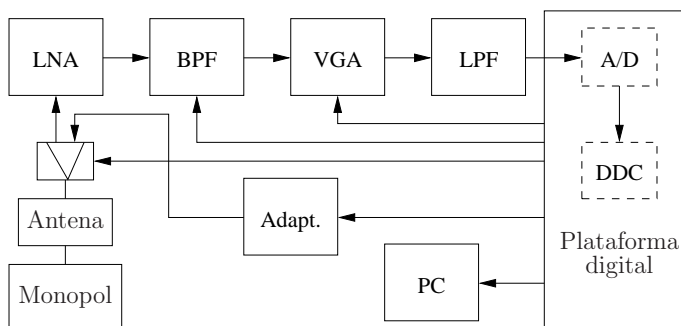 LNA
BPF
VGA
LPF
A/D
DDC
Antena
Adapt.
Plataforma
digital
Monopol
PC